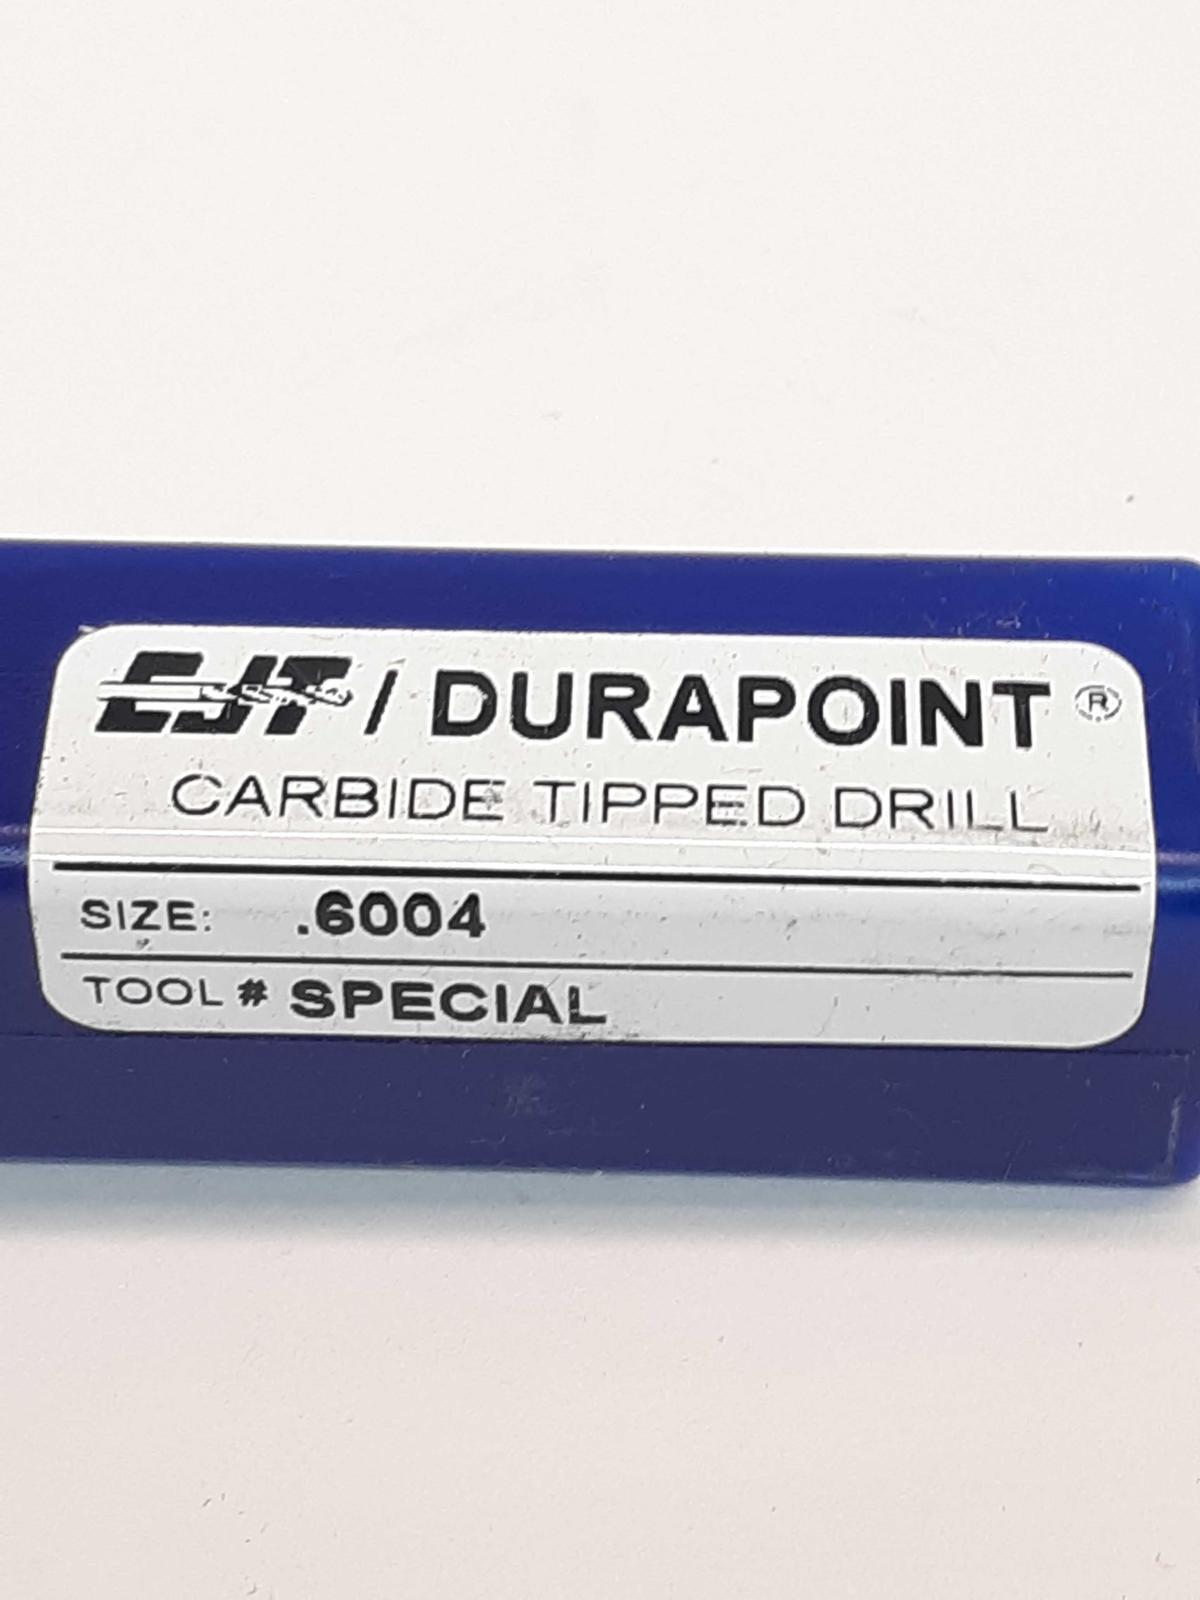 EJT / DURAPOINT ®
CARBIDE TIPPED DRILL
SIZE: .6004
TOOL # SPECIAL